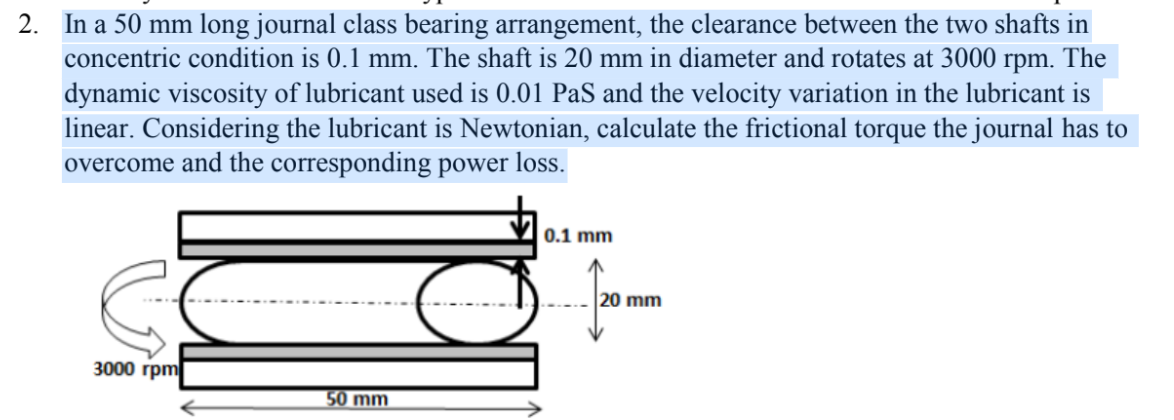 2. In a 50 mm long journal class bearing arrangement, the clearance between the two shafts in
concentric condition is 0.1 mm. The shaft is 20 mm in diameter and rotates at 3000 rpm. The
dynamic viscosity of lubricant used is 0.01 PaS and the velocity variation in the lubricant is
linear. Considering the lubricant is Newtonian, calculate the frictional torque the journal has to
overcome and the corresponding power loss.
0.1 mm
20 mm
3000 rpm
50 mm